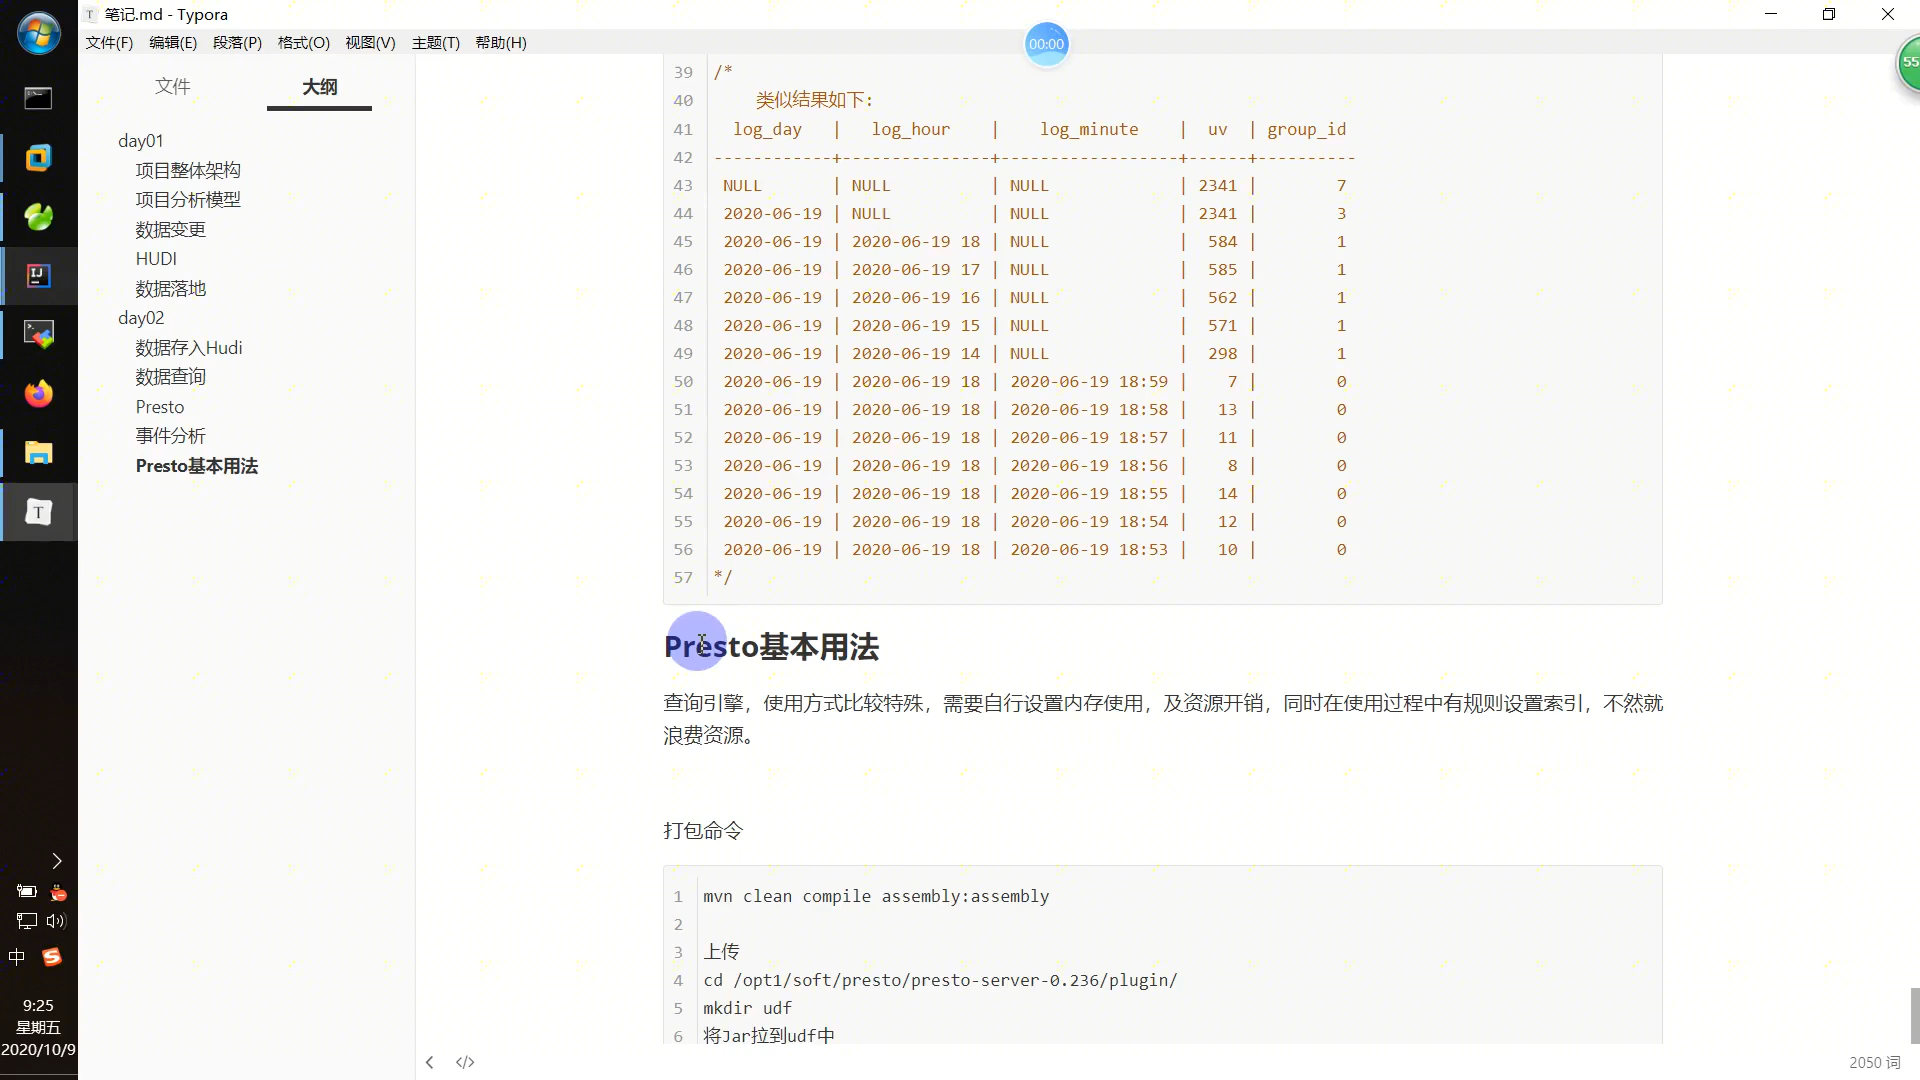 笔记.md - Typora
文件(F) 编辑(E) 段落(P) 格式(O) 视图(V) 主题(T) 帮助(H)
00:00
55
文件 大纲
day01
项目整体架构
项目分析模型
数据变更
HUDI
数据落地
day02
数据存入Hudi
数据查询
Presto
事件分析
Presto基本用法
39 /*
40 类似结果如下:
41 log_day | log_hour | log_minute | uv | group_id
42 ------------+---------------+------------------+------+----------
43 NULL | NULL | NULL | 2341 | 7
44 2020-06-19 | NULL | NULL | 2341 | 3
45 2020-06-19 | 2020-06-19 18 | NULL | 584 | 1
46 2020-06-19 | 2020-06-19 17 | NULL | 585 | 1
47 2020-06-19 | 2020-06-19 16 | NULL | 562 | 1
48 2020-06-19 | 2020-06-19 15 | NULL | 571 | 1
49 2020-06-19 | 2020-06-19 14 | NULL | 298 | 1
50 2020-06-19 | 2020-06-19 18 | 2020-06-19 18:59 | 7 | 0
51 2020-06-19 | 2020-06-19 18 | 2020-06-19 18:58 | 13 | 0
52 2020-06-19 | 2020-06-19 18 | 2020-06-19 18:57 | 11 | 0
53 2020-06-19 | 2020-06-19 18 | 2020-06-19 18:56 | 8 | 0
54 2020-06-19 | 2020-06-19 18 | 2020-06-19 18:55 | 14 | 0
55 2020-06-19 | 2020-06-19 18 | 2020-06-19 18:54 | 12 | 0
56 2020-06-19 | 2020-06-19 18 | 2020-06-19 18:53 | 10 | 0
57 */
Presto基本用法
查询引擎，使用方式比较特殊，需要自行设置内存使用，及资源开销，同时在使用过程中有规则设置索引，不然就
浪费资源。
打包命令
1 mvn clean compile assembly:assembly
2
3 上传
4 cd /opt1/soft/presto/presto-server-0.236/plugin/
5 mkdir udf
6 将Jar拉到udf中
中
9:25
星期五
2020/10/9
2050 词